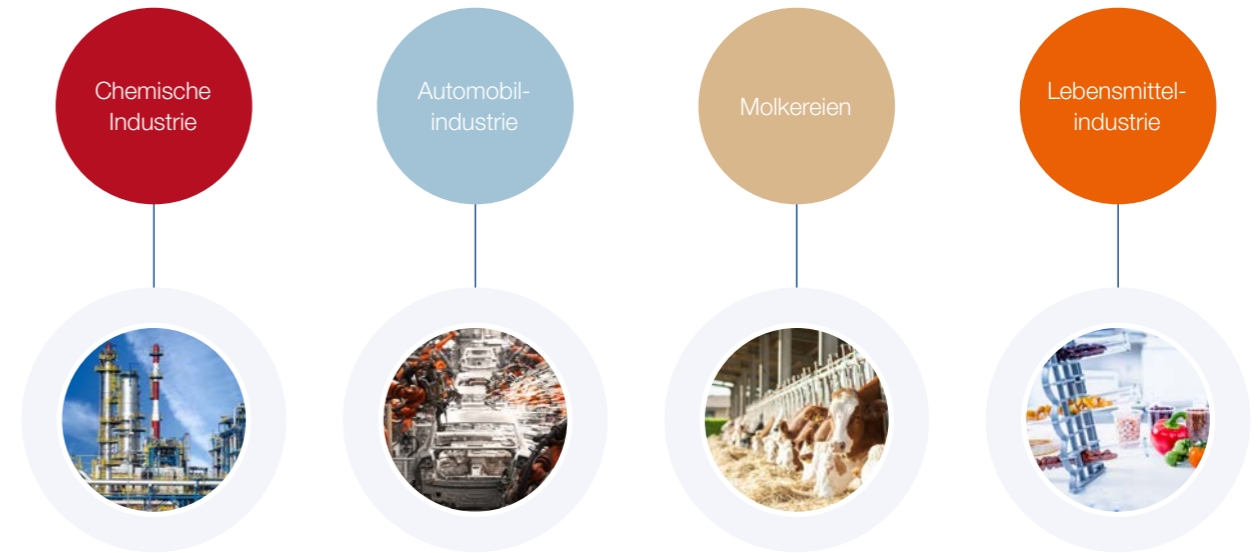 Chemische
Industrie
Automobil-
industrie
Molkereien
Lebensmittel-
industrie